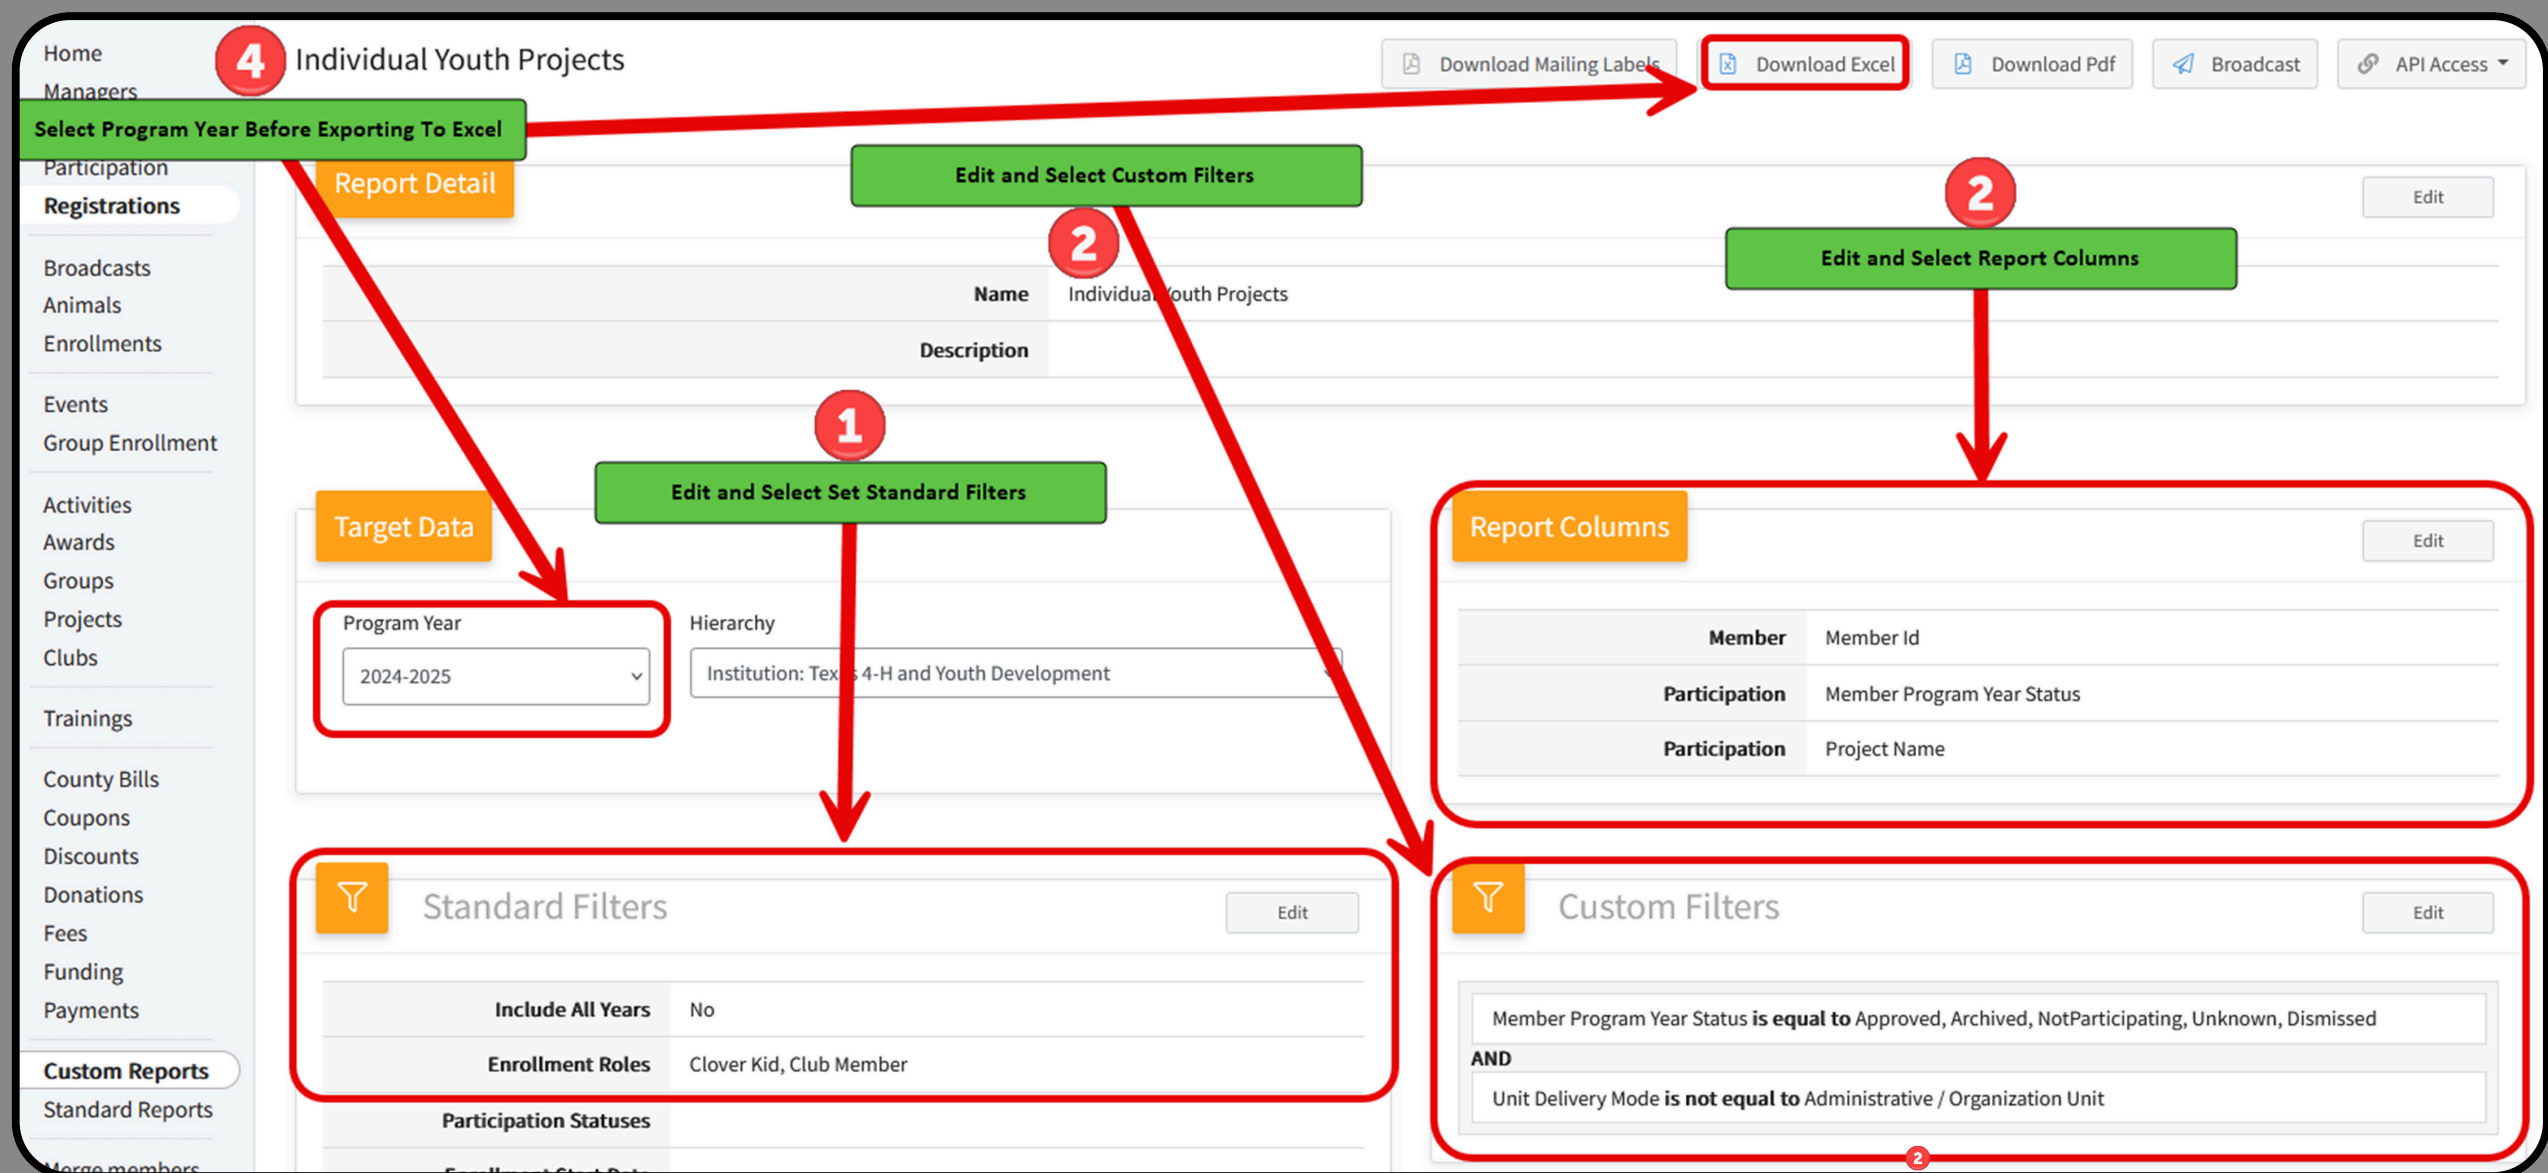 Home
Managers
Participation
Registrations
Broadcasts
Animals
Enrollments
Events
Group Enrollment
Activities
Awards
Groups
Projects
Clubs
Trainings
County Bills
Coupons
Discounts
Donations
Fees
Funding
Payments
Custom Reports
Standard Reports
Merge members
4
Individual Youth Projects
Download Mailing Labels
Download Excel
Download Pdf
Broadcast
API Access
Select Program Year Before Exporting To Excel
Edit and Select Custom Filters
2
2
Edit and Select Report Columns
Report Detail
Edit
Name Individual Youth Projects
Description
1
Edit and Select Set Standard Filters
Target Data
Program Year
2024-2025
Hierarchy
Institution: Texas 4-H and Youth Development
Report Columns
Edit
Member Member Id
Participation Member Program Year Status
Participation Project Name
Standard Filters
Edit
Include All Years No
Enrollment Roles Clover Kid, Club Member
Participation Statuses
Enrollment Start Date
Custom Filters
Edit
Member Program Year Status is equal to Approved, Archived, NotParticipating, Unknown, Dismissed
AND
Unit Delivery Mode is not equal to Administrative / Organization Unit
2